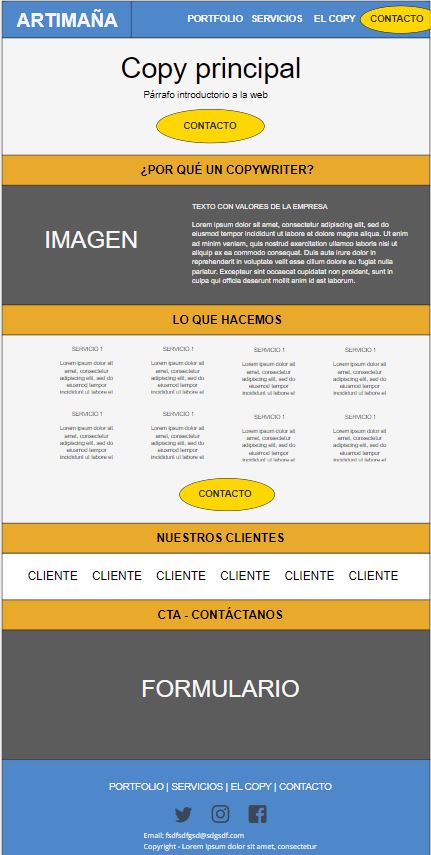 ARTIMAÑA
PORTFOLIO SERVICIOS EL COPY CONTACTO
Copy principal
Párrafo introductorio a la web
CONTACTO
¿POR QUÉ UN COPYWRITER?
IMAGEN
TEXTO CON VALORES DE LA EMPRESA
Lorem ipsum dolor sit amet, consectetur adipiscing elit, sed do
eiusmod tempor incididunt ut labore et dolore magna aliqua. Ut enim
ad minim veniam, quis nostrud exercitation ullamco laboris nisi ut
aliquip ex ea commodo consequat. Duis aute irure dolor in
reprehenderit in voluptate velit esse cillum dolore eu fugiat nulla
pariatur. Excepteur sint occaecat cupidatat non proident, sunt in
culpa qui officia deserunt mollit anim id est laborum.
LO QUE HACEMOS
SERVICIO 1
Lorem ipsum dolor sit
amet, consectetur
adipiscing elit, sed do
eiusmod tempor
incididunt ut labore et
SERVICIO 1
Lorem ipsum dolor sit
amet, consectetur
adipiscing elit, sed do
eiusmod tempor
incididunt ut labore et
SERVICIO 1
Lorem ipsum dolor sit
amet, consectetur
adipiscing elit, sed do
eiusmod tempor
incididunt ut labore et
SERVICIO 1
Lorem ipsum dolor sit
amet, consectetur
adipiscing elit, sed do
eiusmod tempor
incididunt ut labore et
SERVICIO 1
Lorem ipsum dolor sit
amet, consectetur
adipiscing elit, sed do
eiusmod tempor
incididunt ut labore et
SERVICIO 1
Lorem ipsum dolor sit
amet, consectetur
adipiscing elit, sed do
eiusmod tempor
incididunt ut labore et
SERVICIO 1
Lorem ipsum dolor sit
amet, consectetur
adipiscing elit, sed do
eiusmod tempor
incididunt ut labore et
SERVICIO 1
Lorem ipsum dolor sit
amet, consectetur
adipiscing elit, sed do
eiusmod tempor
incididunt ut labore et
CONTACTO
NUESTROS CLIENTES
CLIENTE CLIENTE CLIENTE CLIENTE CLIENTE CLIENTE
CTA - CONTÁCTANOS
FORMULARIO
PORTFOLIO | SERVICIOS | EL COPY | CONTACTO
Email: fsdfsdfgsd@sdgsdf.com
Copyright - Lorem ipsum dolor sit amet, consectetur